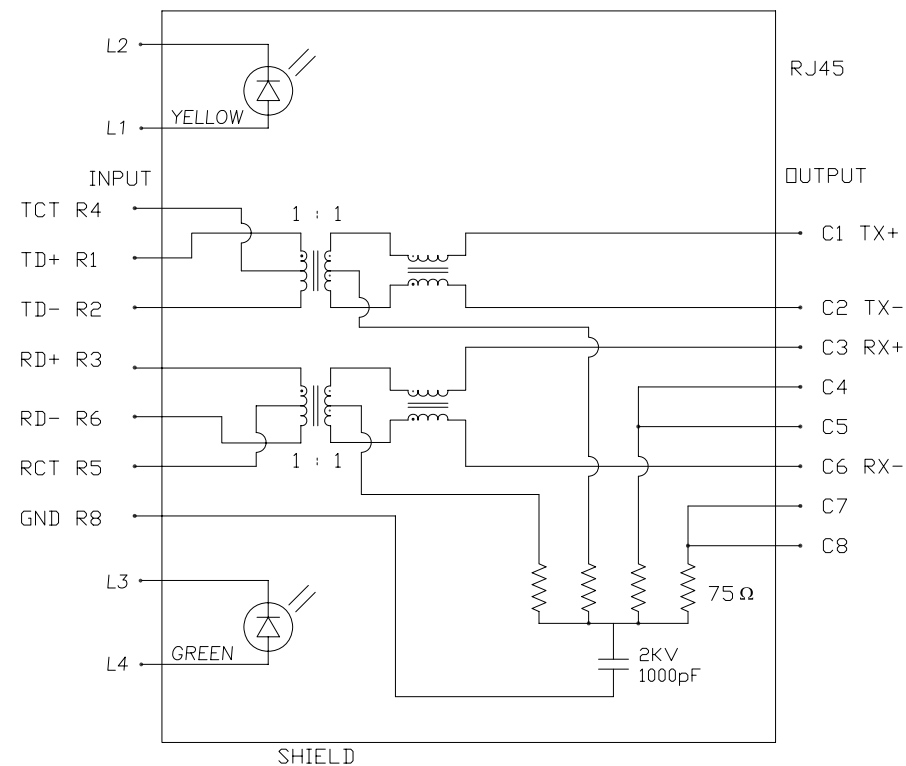 L2
RJ45
YELLOW
L1
INPUT
OUTPUT
TCT R4
1 : 1
C1 TX+
TD+ R1
TD- R2
C2 TX-
C3 RX+
RD+ R3
C4
RD- R6
C5
1 : 1
RCT R5
C6 RX-
C7
GND R8
C8
L3
75Ω
GREEN
L4
2KV
1000pF
SHIELD